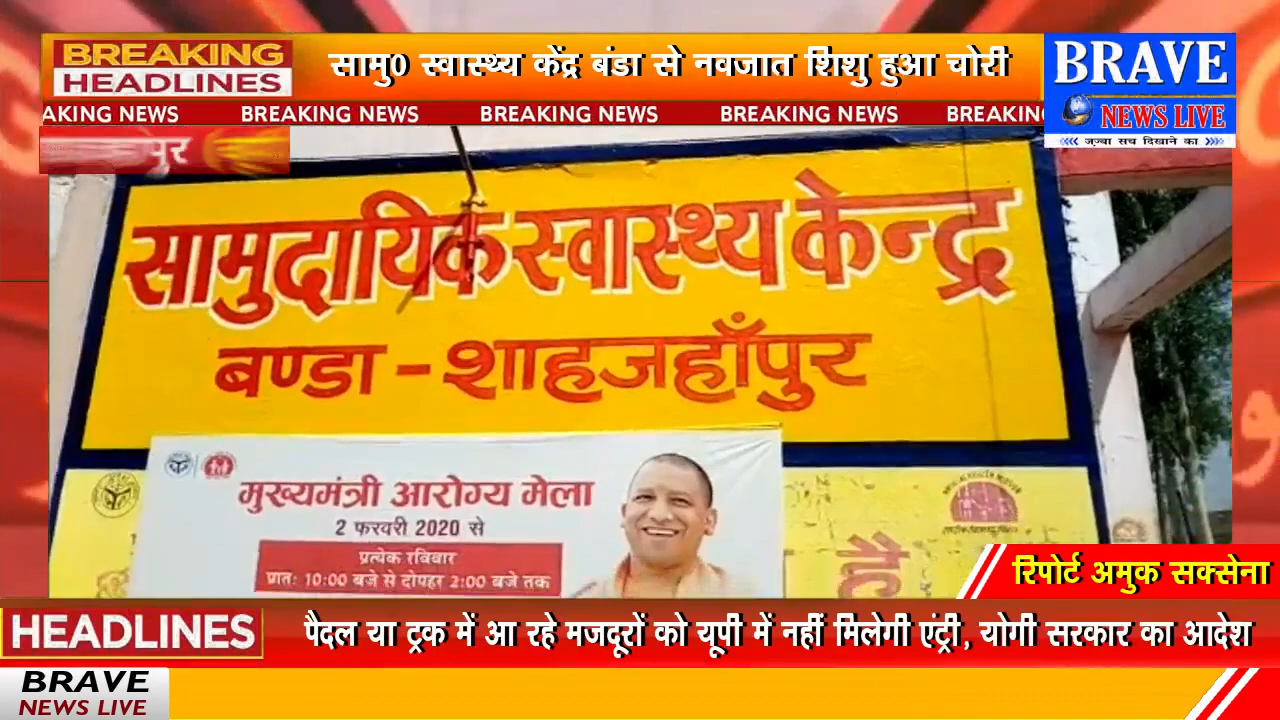 BREAKING
HEADLINES
सामु0 स्वास्थ्य केंद्र बंडा से नवजात शिशु हुआ चोरी
BRAVE
NEWS LIVE
जज़्बा सच दिखाने का
AKING NEWS BREAKING NEWS BREAKING NEWS BREAKING NEWS BREAKIN
पुर
सामुदायिक स्वास्थ्य केन्द्र
बण्डा - शाहजहाँपुर
मुख्यमंत्री आरोग्य मेला
2 फरवरी 2020 से
प्रत्येक रविवार
प्रातः 10:00 बजे से दोपहर 2:00 बजे तक
है
रिपोर्ट अमुक सक्सेना
HEADLINES
पैदल या ट्रक में आ रहे मजदूरों को यूपी में नहीं मिलेगी एंट्री, योगी सरकार का आदेश
BRAVE
NEWS LIVE